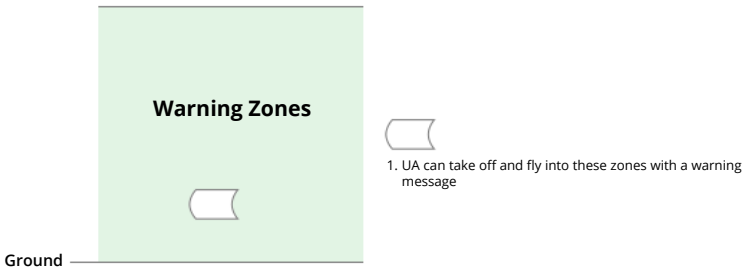 Warning Zones
1. UA can take off and fly into these zones with a warning
message
Ground